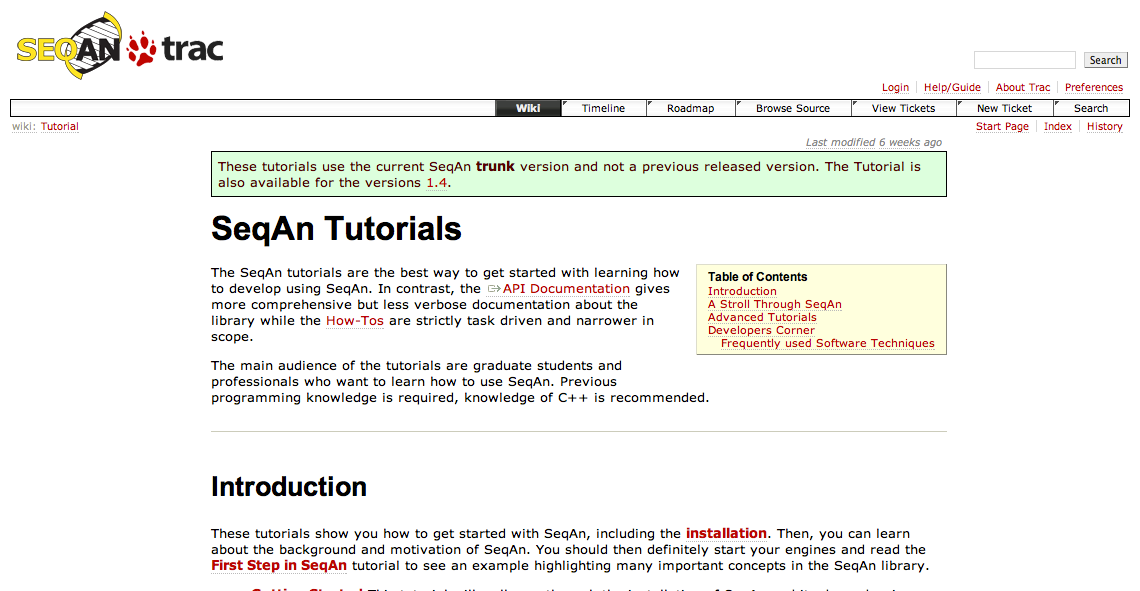 SEQAN trac
Search
Login Help/Guide About Trac Preferences
Wiki Timeline Roadmap Browse Source View Tickets New Ticket Search
wiki: Tutorial
Start Page Index History
Last modified 6 weeks ago
These tutorials use the current SeqAn trunk version and not a previous released version. The Tutorial is
also available for the versions 1.4.
SeqAn Tutorials
The SeqAn tutorials are the best way to get started with learning how
to develop using SeqAn. In contrast, the API Documentation gives
more comprehensive but less verbose documentation about the
library while the How-Tos are strictly task driven and narrower in
scope.
Table of Contents
Introduction
A Stroll Through SeqAn
Advanced Tutorials
Developers Corner
Frequently used Software Techniques
The main audience of the tutorials are graduate students and
professionals who want to learn how to use SeqAn. Previous
programming knowledge is required, knowledge of C++ is recommended.
Introduction
These tutorials show you how to get started with SeqAn, including the installation. Then, you can learn
about the background and motivation of SeqAn. You should then definitely start your engines and read the
First Step in SeqAn tutorial to see an example highlighting many important concepts in the SeqAn library.